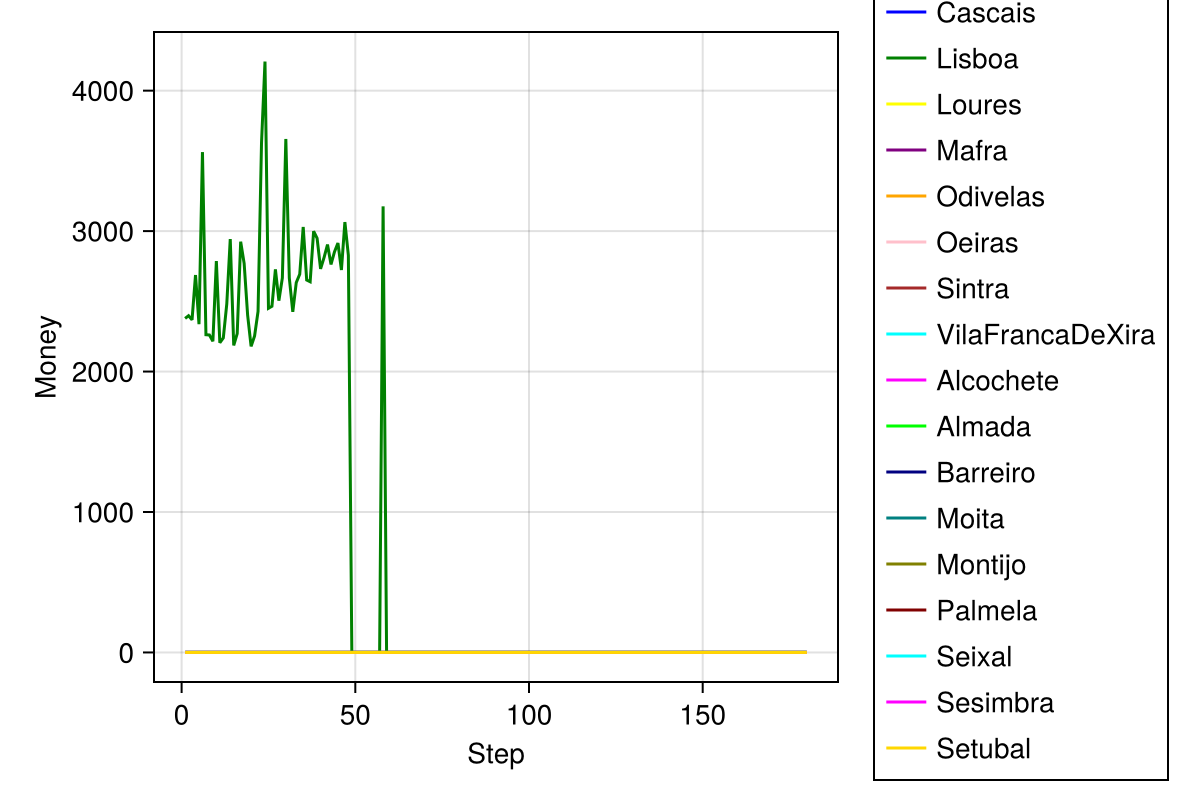 Money
4000
3000
2000
1000
0
0 50 100 150
Step
Cascais
Lisboa
Loures
Mafra
Odivelas
Oeiras
Sintra
VilaFrancaDeXira
Alcochete
Almada
Barreiro
Moita
Montijo
Palmela
Seixal
Sesimbra
Setubal